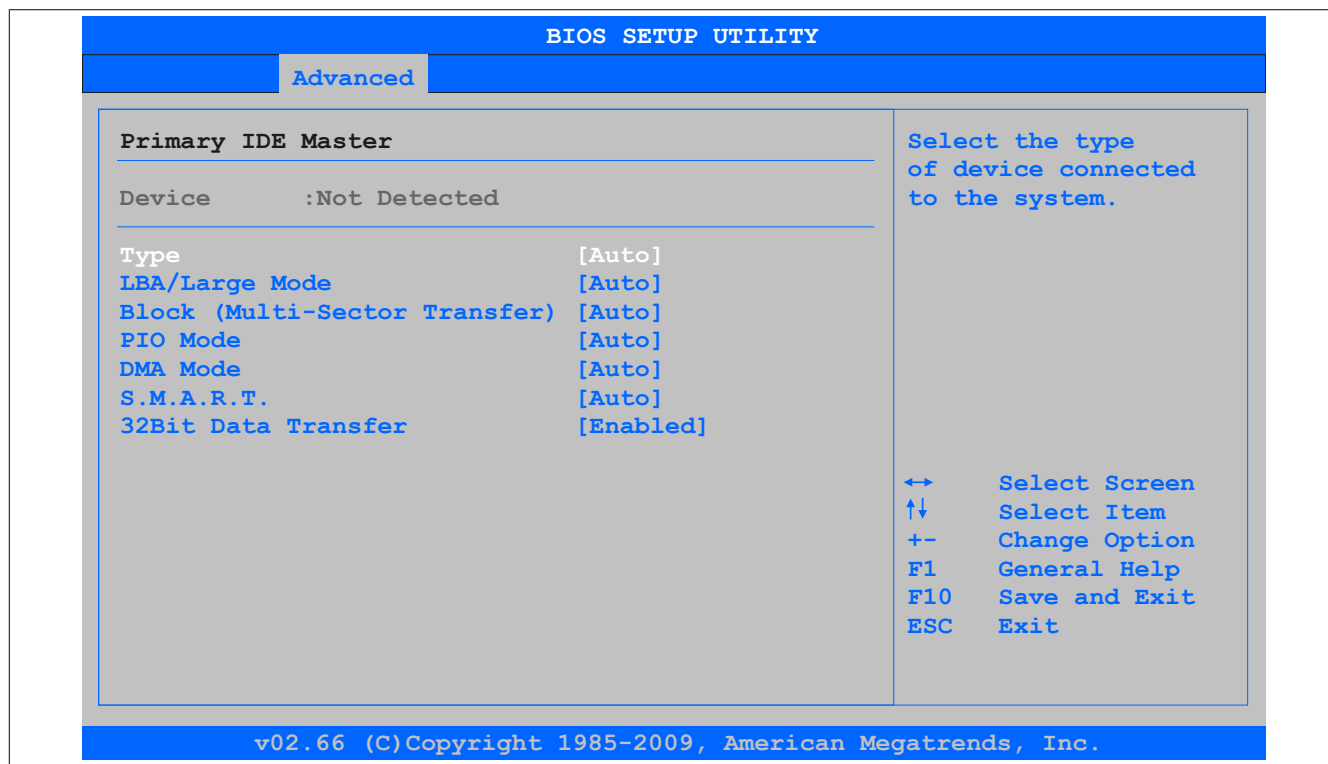 BIOS SETUP UTILITY
Advanced
Primary IDE Master
Device :Not Detected
Type [Auto]
LBA/Large Mode [Auto]
Block (Multi-Sector Transfer) [Auto]
PIO Mode [Auto]
DMA Mode [Auto]
S.M.A.R.T. [Auto]
32Bit Data Transfer [Enabled]
Select the type
of device connected
to the system.
↔ Select Screen
↑↓ Select Item
+- Change Option
F1 General Help
F10 Save and Exit
ESC Exit
v02.66 (C)Copyright 1985-2009, American Megatrends, Inc.